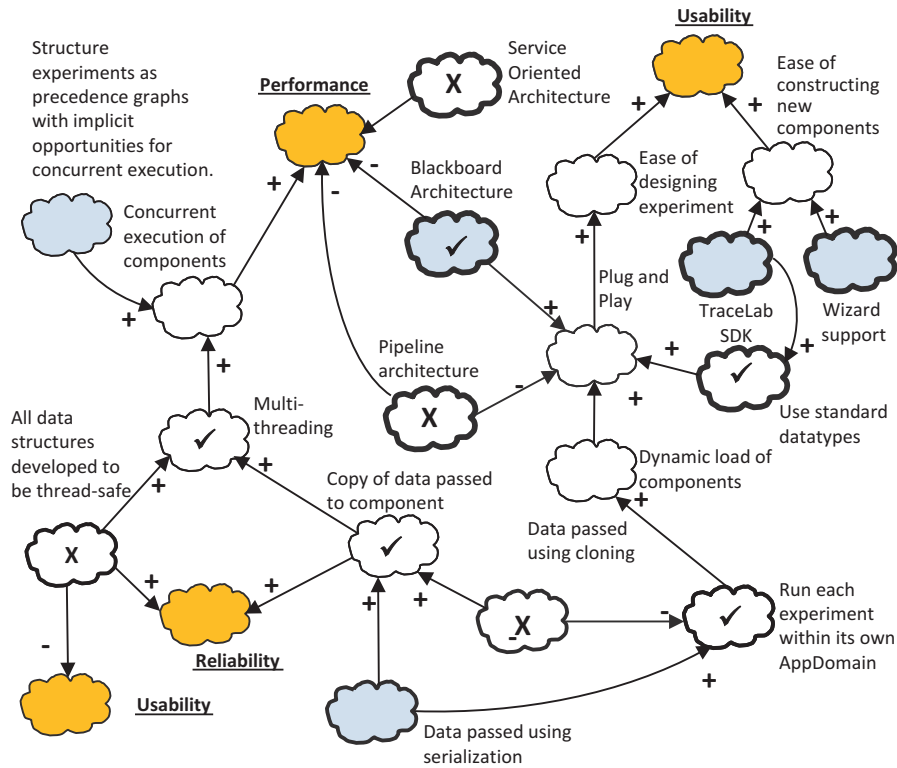 Structure
experiments as
precedence graphs
with implicit
opportunities for
concurrent execution.
Performance
X
Service
Oriented
Architecture
Usability
Ease of
constructing
new
components
+
+
-
-
-
+
Blackboard
Architecture
✓
Ease of
designing
experiment
+
+
+
Concurrent
execution of
components
+
+
Plug and
Play
TraceLab
SDK
Wizard
support
+
+
+
✓
Use standard
datatypes
Pipeline
architecture
X
-
+
All data
structures
developed to
be thread-safe
Multi-
threading
✓
+
+
Dynamic load of
components
+
Copy of data passed
to component
✓
Data passed
using cloning
X
+
+
X
-
+
+
-
Run each
experiment
within its own
AppDomain
✓
+
Reliability
-
Usability
Data passed using
serialization